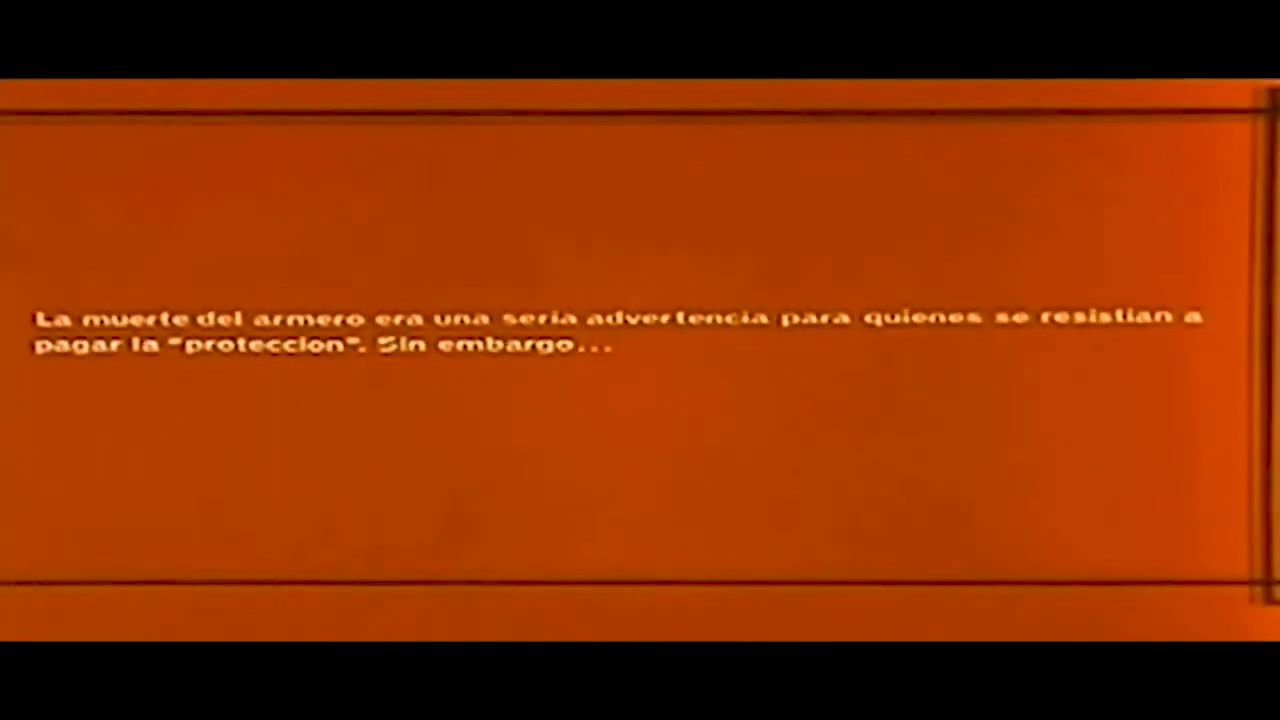 La muerte del armero era una seria advertencia para quienes se resistian a
pagar la "proteccion". Sin embargo...